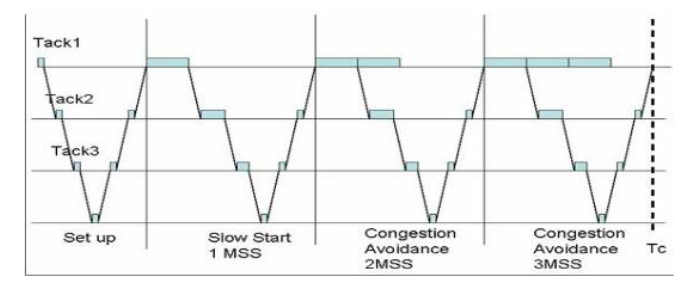 Tack1
Tack2
Tack3
Set up
Slow Start
1 MSS
Congestion
Avoidance
2MSS
Congestion
Avoidance
3MSS
Tc